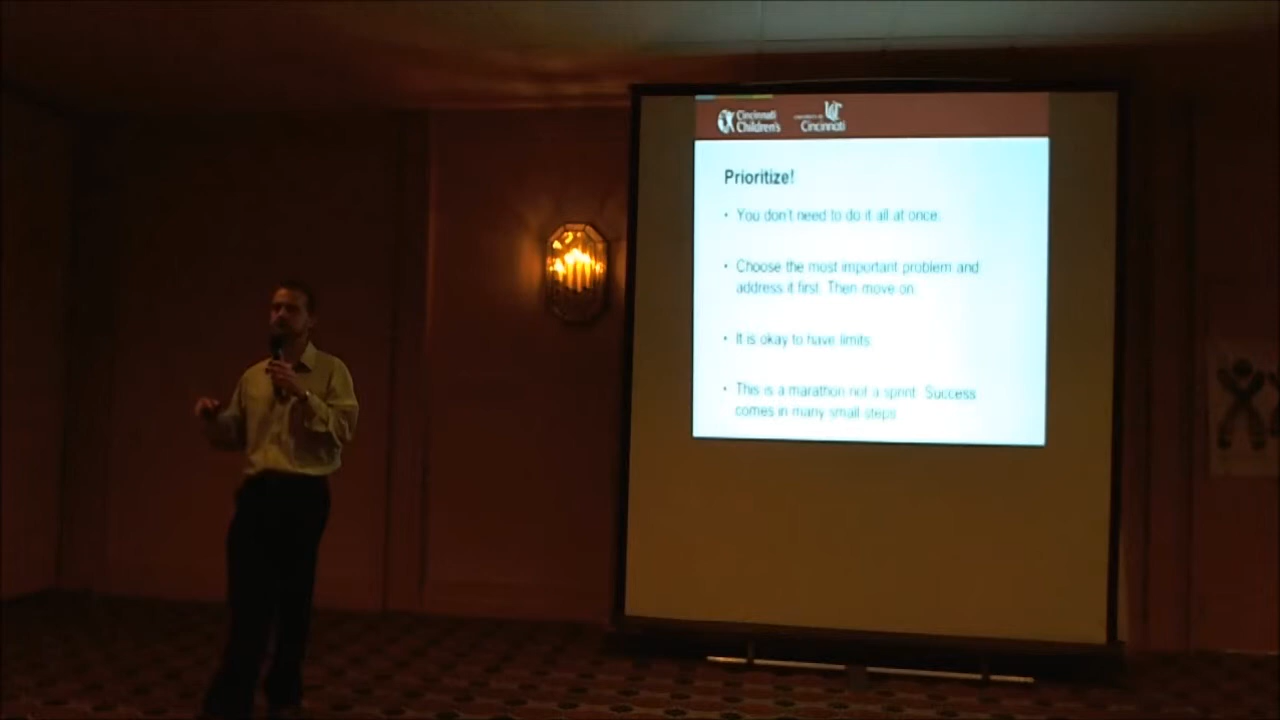 Cincinnati
Children's
UNIVERSITY OF
Cincinnati
Prioritize!
• You don't need to do it all at once.
• Choose the most important problem and
address it first. Then move on.
• It is okay to have limits.
• This is a marathon not a sprint. Success
comes in many small steps.